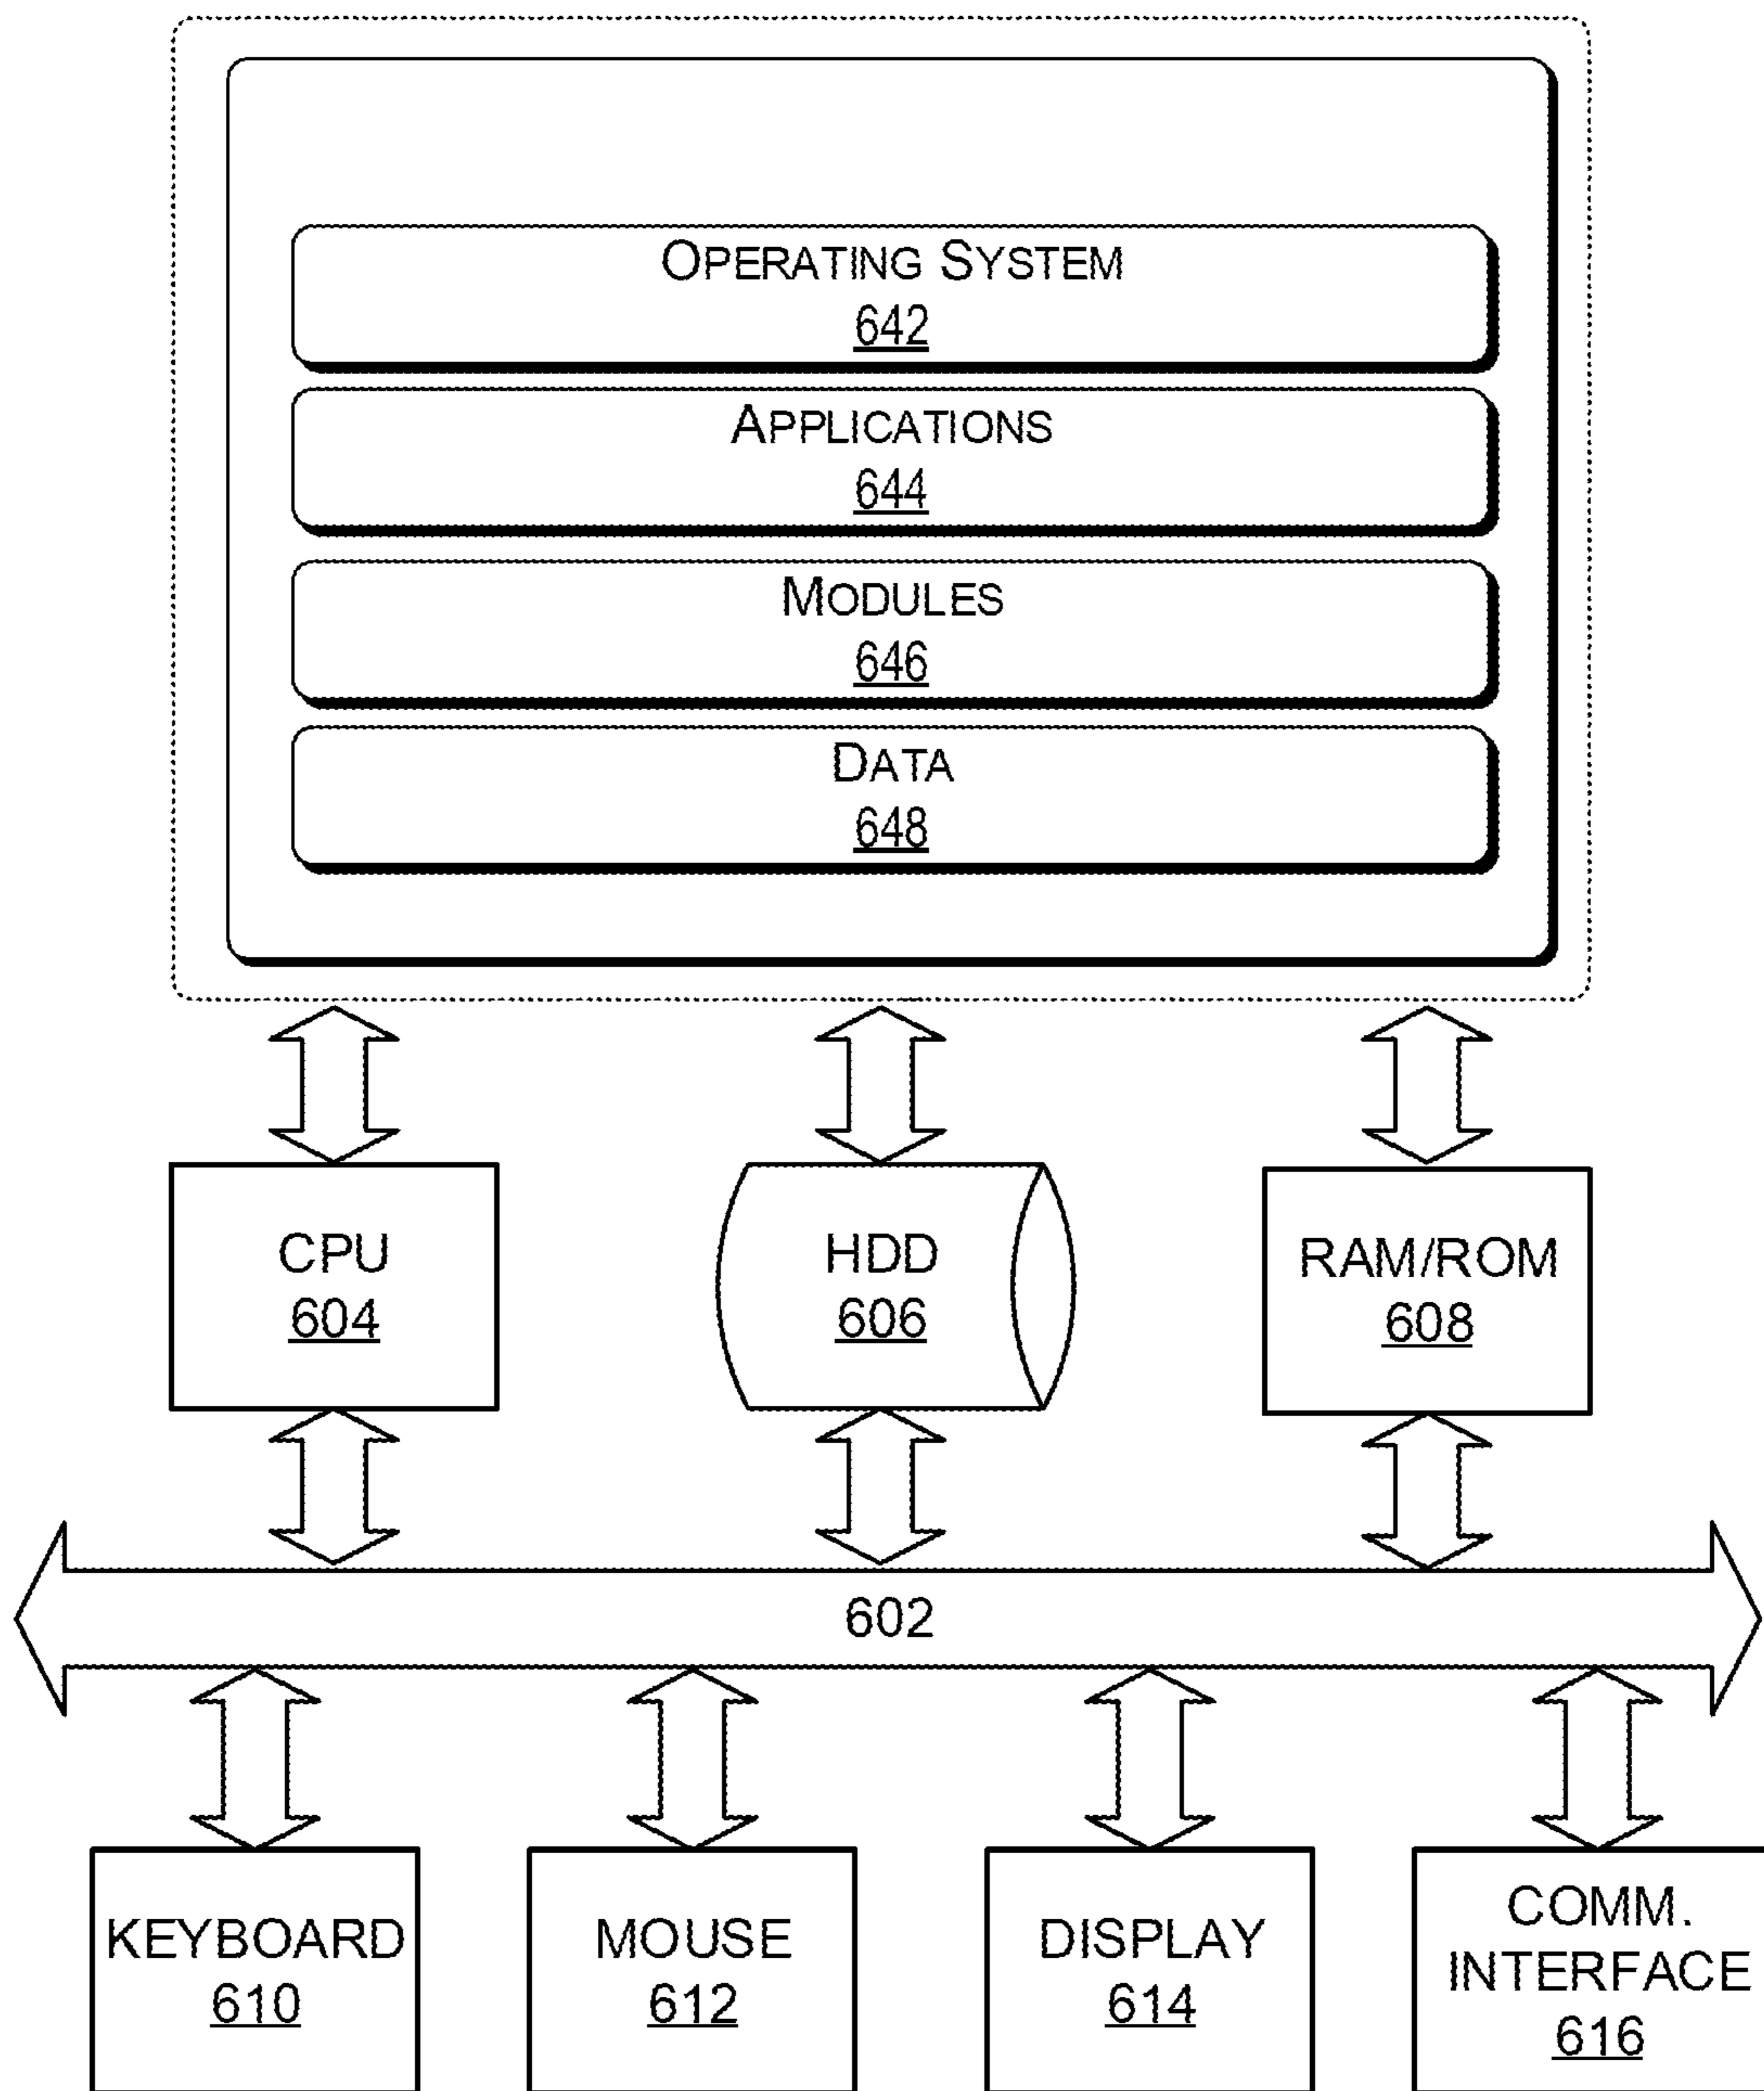 OPERATING SYSTEM
642
APPLICATIONS
644
MODULES
646
DATA
648
CPU
604
HDD
606
RAM/ROM
608
602
KEYBOARD
610
MOUSE
612
DISPLAY
614
COMM.
INTERFACE
616